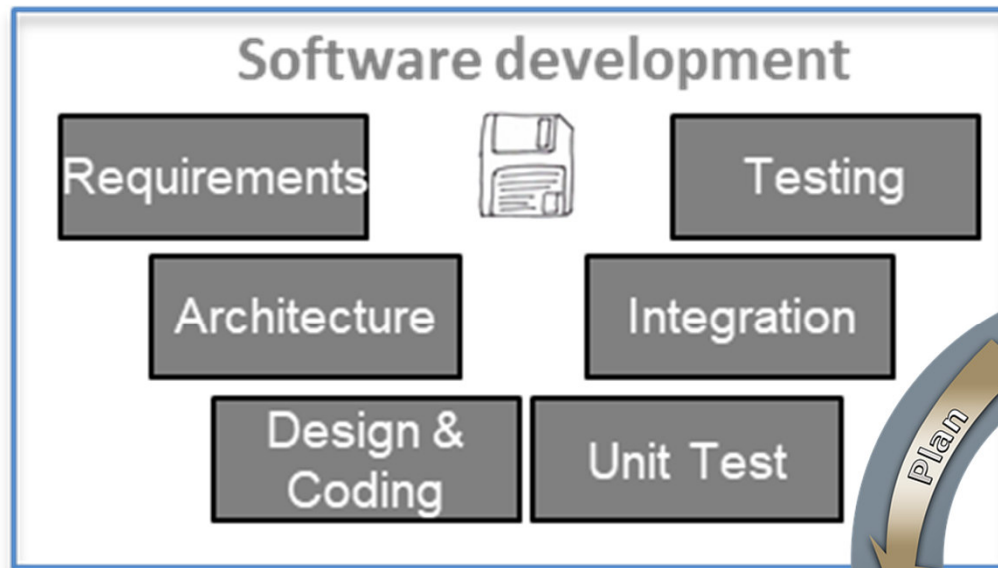 Software development
Requirements
Testing
Architecture
Integration
Design &
Coding
Unit Test
Plan